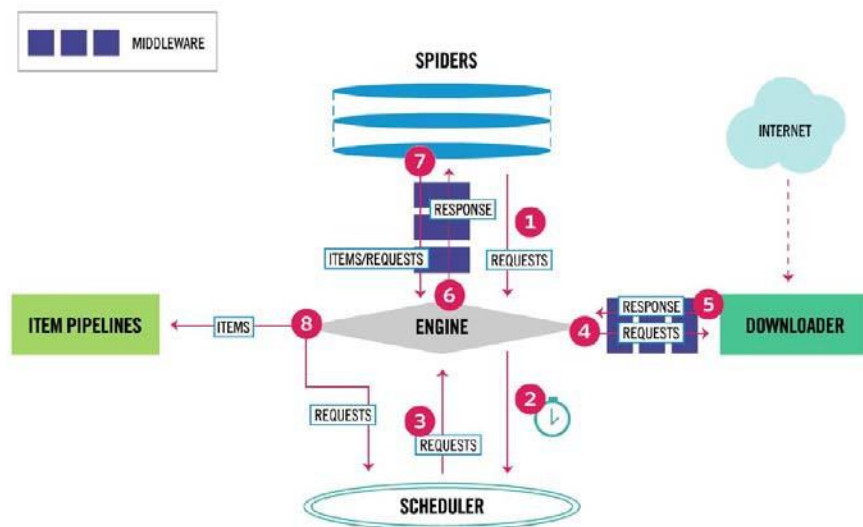 MIDDLEWARE
SPIDERS
INTERNET
7
RESPONSE
1
ITEMS/REQUESTS
REQUESTS
6
RESPONSE
5
ITEM PIPELINES
ITEMS
8
ENGINE
4
REQUESTS
DOWNLOADER
2
REQUESTS
3
REQUESTS
SCHEDULER